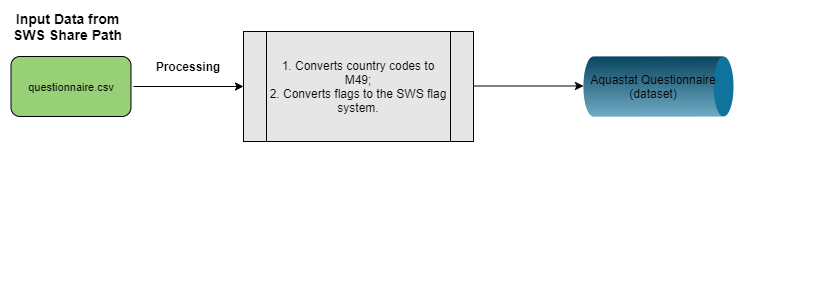 Input Data from
SWS Share Path
questionnaire.csv
Processing
1. Converts country codes to
M49;
2. Converts flags to the SWS flag
system.
Aquastat Questionnaire
(dataset)